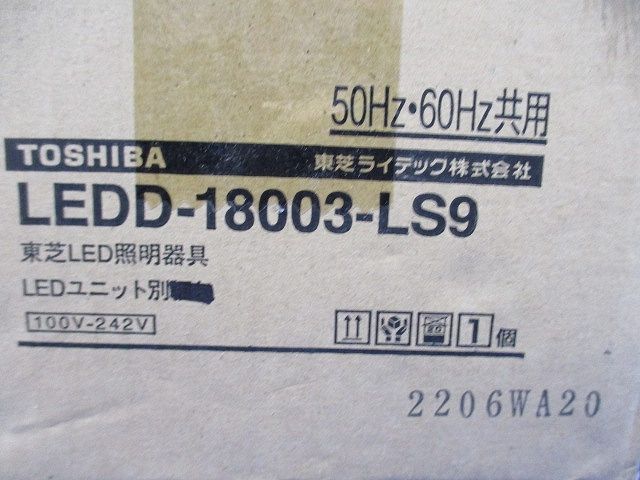 50Hz・60Hz共用
TOSHIBA 東芝ライテック株式会社
LEDD-18003-LS9
東芝LED照明器具
LEDユニット別
100V-242V
20 1個
2206WA20